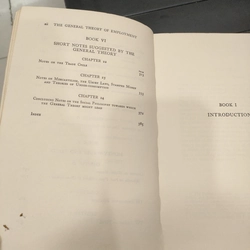 THE GENERAL THEORY OF EMPLOYMENT
BOOK VI
SHORT NOTES SUGGESTED BY THE
GENERAL THEORY
CHAPTER 22
NOTES ON THE TRADE CYCLE
CHAPTER 23
NOTES ON MERCANTILISM, THE USURY LAWS, STAMPED MONEY
AND THEORIES OF UNDER-CONSUMPTION
CHAPTER 24
CONCLUDING NOTES ON THE SOCIAL PHILOSOPHY TOWARDS WHICH
THE GENERAL THEORY MIGHT LEAD
INDEX
BOOK I
INTRODUCTION